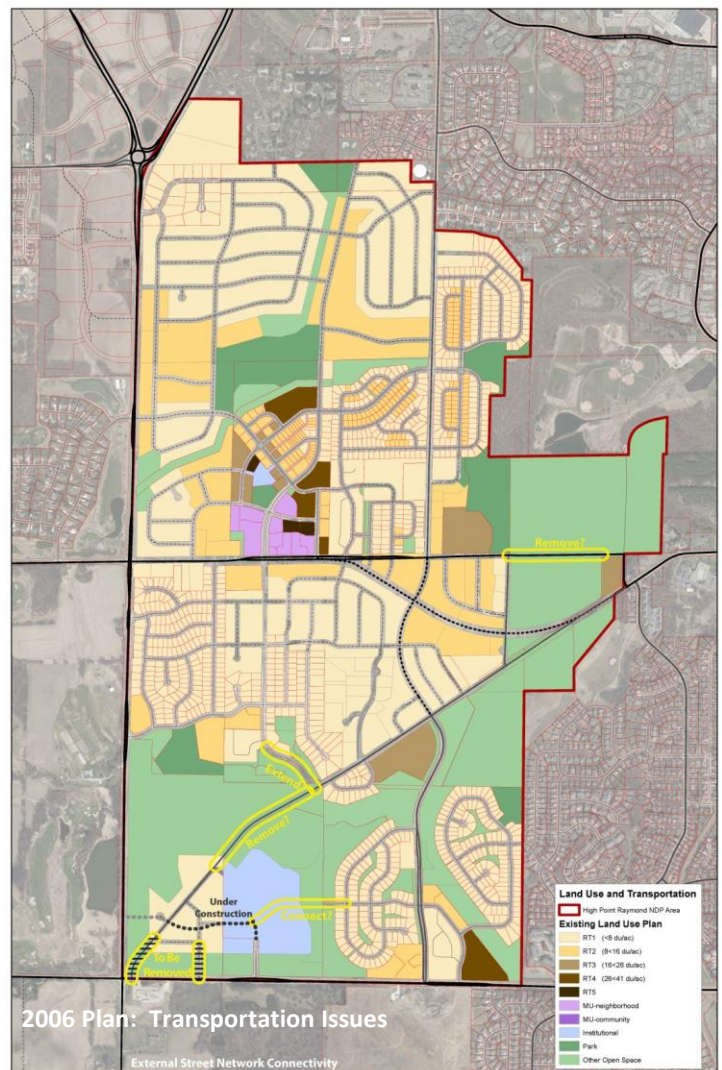 Remove?
Extend?
Remove?
Under
Construction
Connect?
To Be
Removed
2006 Plan:  Transportation Issues
External Street Network Connectivity
Land Use and Transportation
High Point Raymond NDP Area
Existing Land Use Plan
RT1  (<8 du/ac)
RT2  (8<16 du/ac)
RT3  (16<26 du/ac)
RT4  (26<41 du/ac)
RT5
MU-neighborhood
MU-community
Institutional
Park
Other Open Space